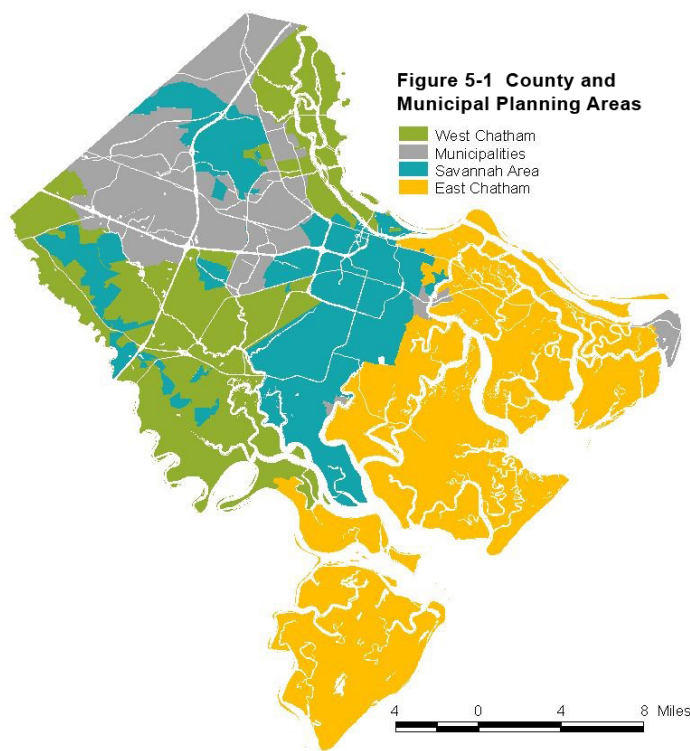 Figure 5-1 County and
Municipal Planning Areas
West Chatham
Municipalities
Savannah Area
East Chatham
4 0 4 8 Miles